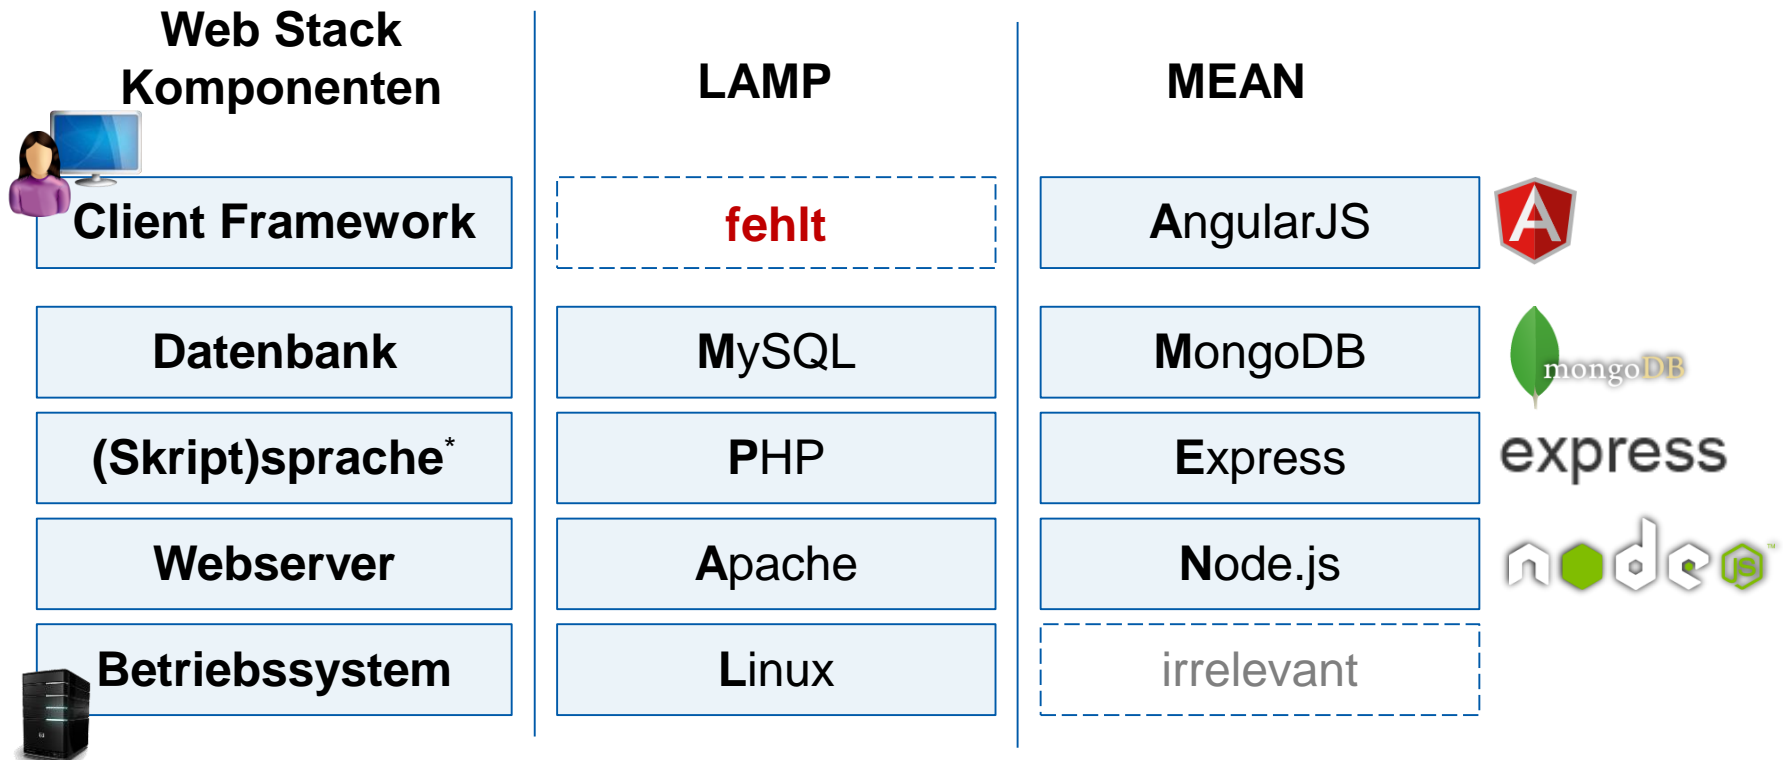 Web Stack
Komponenten
LAMP
MEAN
Client Framework
fehlt
AngularJS
Datenbank
MySQL
MongoDB
mongoDB
(Skript)sprache*
PHP
Express
express
Webserver
Apache
Node.js
node JS ™
Betriebssystem
Linux
irrelevant